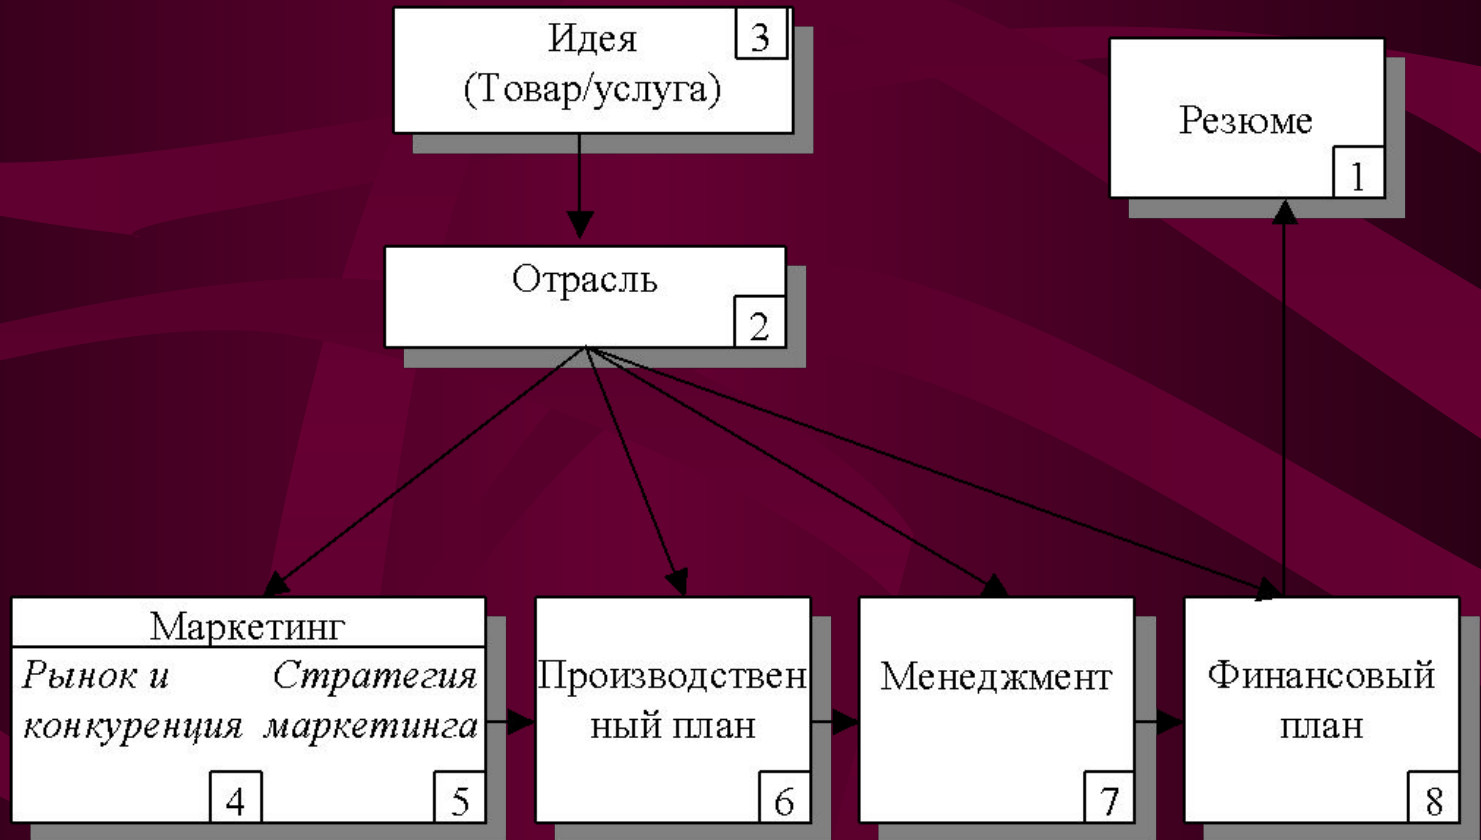 Идея
(Товар/услуга)
3
Резюме
1
Отрасль
2
Маркетинг
Рынок и
конкуренция
4
Стратегия
маркетинга
5
Производствен
ный план
6
Менеджмент
7
Финансовый
план
8